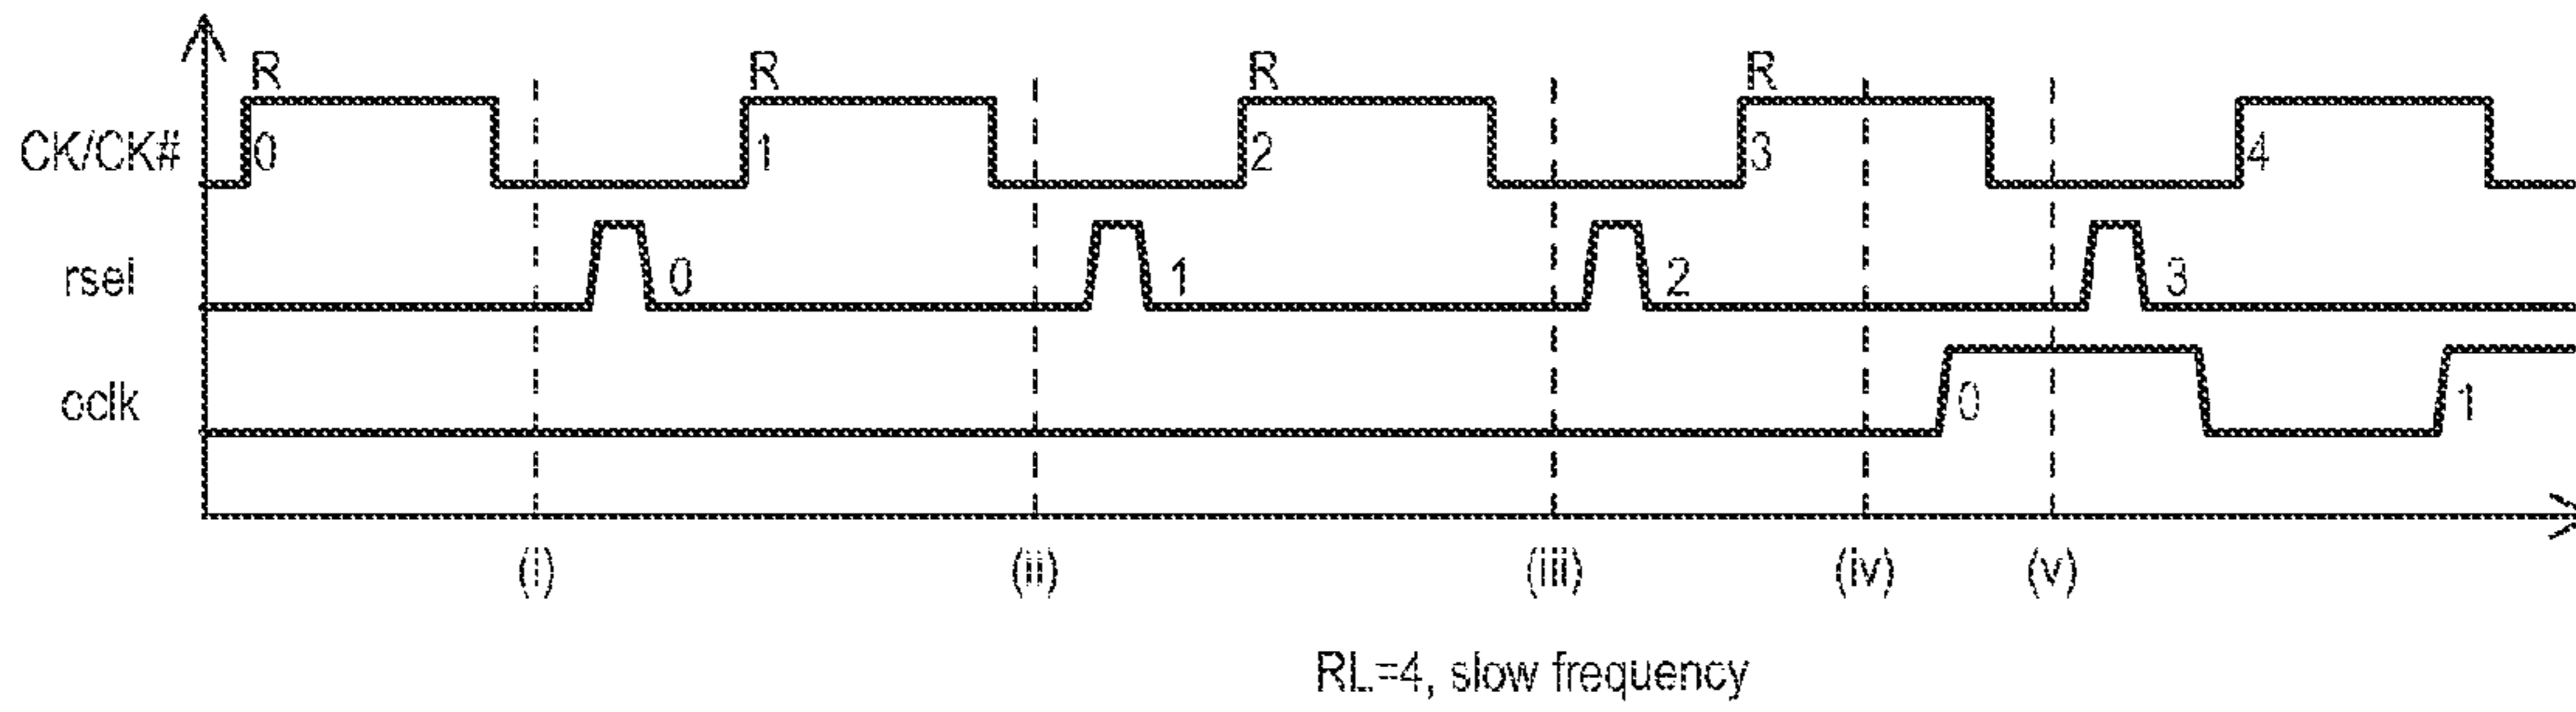 R R R R
CK/CK# 0 1 2 3 4
rsel 0 1 2 3
oclk 0 1
(i) (ii) (iii) (iv) (v)
RL=4, slow frequency